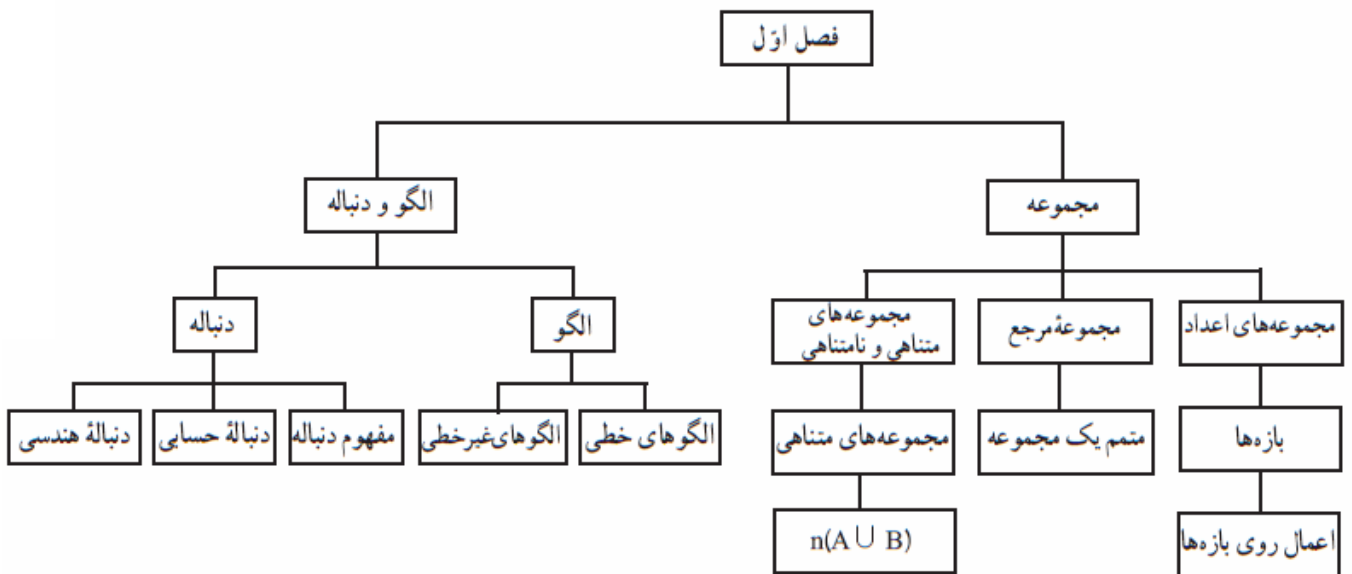 فصل اوّل
مجموعه
الگو و دنباله
مجموعه‌های اعداد
مجموعهٔ مرجع
مجموعه‌های
متناهی و نامتناهی
الگو
دنباله
بازه‌ها
متمم یک مجموعه
مجموعه‌های متناهی
الگوهای خطی
الگوهای غیرخطی
مفهوم دنباله
دنبالهٔ حسابی
دنبالهٔ هندسی
اعمال روی بازه‌ها
n(A ∪ B)